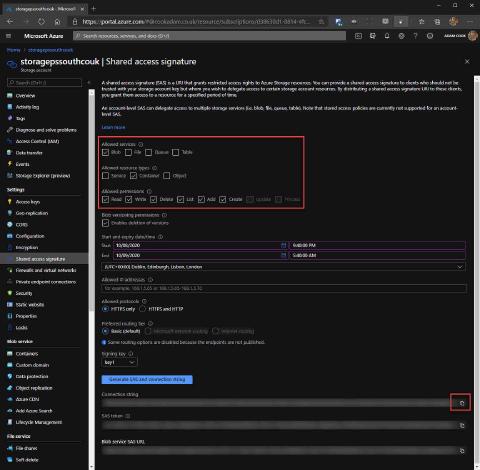 https://portal.azure.com/
Microsoft Azure
Search resources, services, and docs (G+/)
ADAM COOK
Home > storagepssouthcouk
storagepssouthcouk | Shared access signature
Storage account
Search (Ctrl+/)
Overview
Activity log
Tags
Diagnose and solve problems
Access Control (IAM)
Data transfer
Events
Storage Explorer (preview)
Settings
Access keys
Geo-replication
CORS
Configuration
Encryption
Shared access signature
Firewalls and virtual networks
Private endpoint connections
Security
Static website
Properties
Locks
Blob service
Containers
Custom domain
Data protection
Object replication
Azure CDN
Add Azure Search
Lifecycle Management
File service
File shares
Soft delete
A shared access signature (SAS) is a URI that grants restricted access rights to Azure Storage resources. You can provide a shared access signature to clients who should not be
trusted with your storage account key but whom you wish to delegate access to certain storage account resources. By distributing a shared access signature URI to these clients,
you grant them access to a resource for a specified period of time.
An account-level SAS can delegate access to multiple storage services (i.e. blob, file, queue, table). Note that stored access policies are currently not supported for an account-level SAS.
Learn more
Allowed services
Blob File Queue Table
Allowed resource types
Service Container Object
Allowed permissions
Read Write Delete List Add Create Update Process
Blob versioning permissions
Enables deletion of versions
Start and expiry date/time
Start 10/08/2020 9:40:00 PM
End 10/09/2020 5:40:00 AM
(UTC+00:00) Dublin, Edinburgh, Lisbon, London
Allowed IP addresses
for example, 168.1.5.65 or 168.1.5.65-168.1.5.70
Allowed protocols
HTTPS only HTTPS and HTTP
Preferred routing tier
Basic (default) Microsoft network routing Internet routing
Some routing options are disabled because the endpoints are not published.
Signing key
key1
Generate SAS and connection string
Connection string
SAS token
Blob service SAS URL